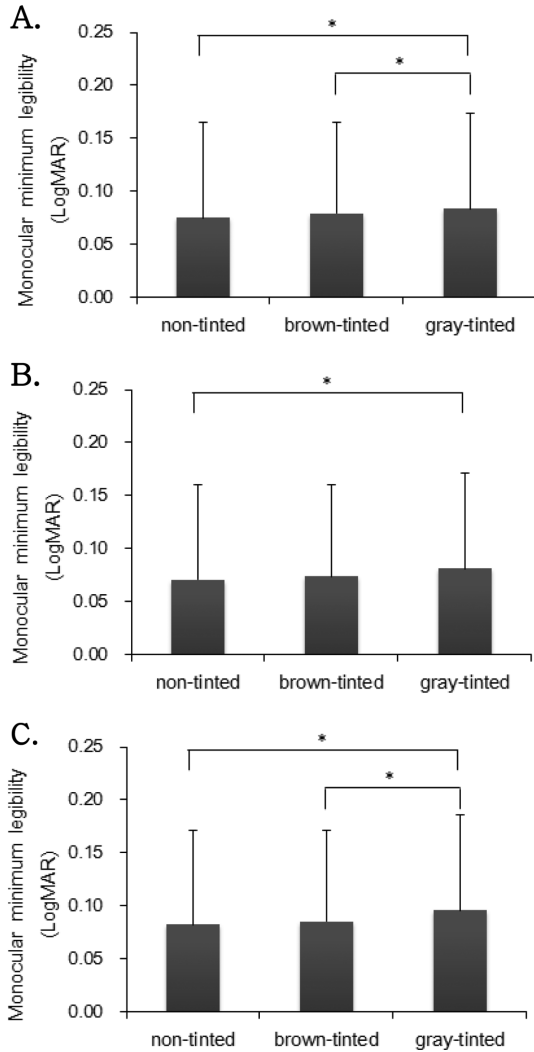 A.
Monocular minimum legibility
(LogMAR)
0.25
0.20
0.15
0.10
0.05
0.00
*
*
non-tinted brown-tinted gray-tinted
B.
Monocular minimum legibility
(LogMAR)
0.25
0.20
0.15
0.10
0.05
0.00
*
non-tinted brown-tinted gray-tinted
C.
Monocular minimum legibility
(LogMAR)
0.25
0.20
0.15
0.10
0.05
0.00
*
*
non-tinted brown-tinted gray-tinted